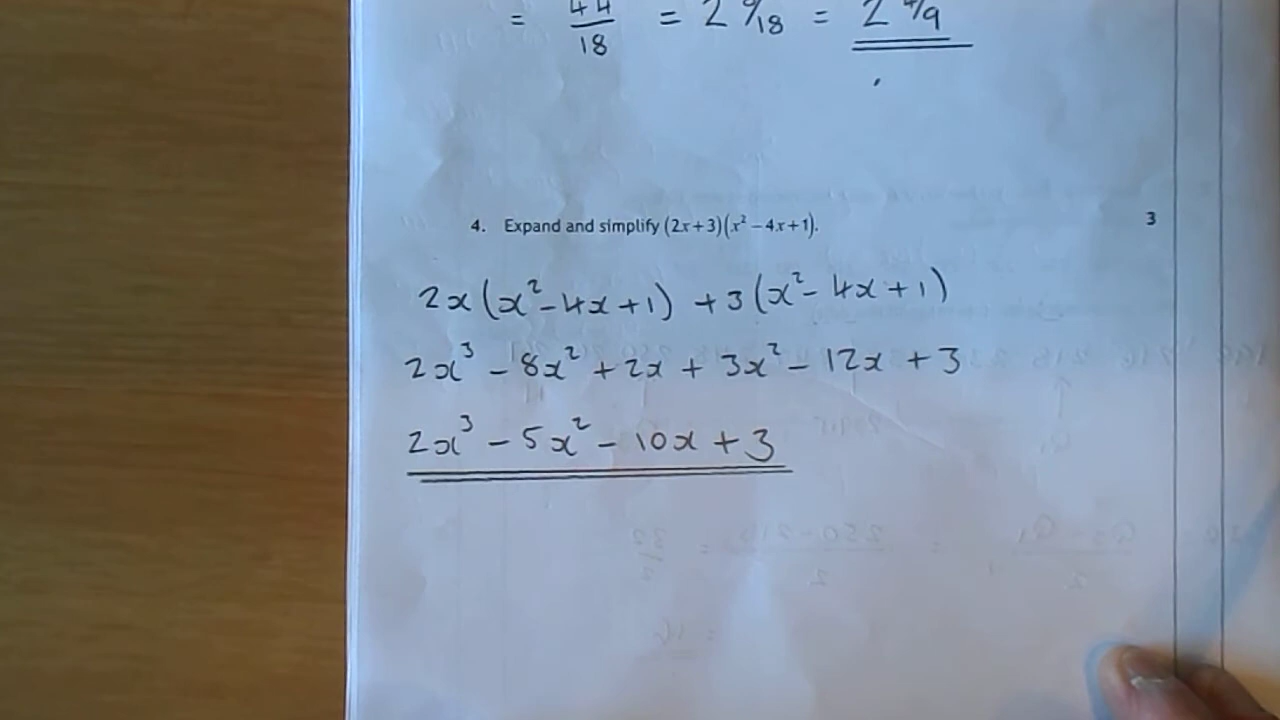 = 44/18 = 2 8/18 = 2 4/9
4. Expand and simplify (2x+3)(x² – 4x+1). 3
2x(x² - 4x + 1) + 3(x² - 4x + 1)
2x³ - 8x² + 2x + 3x² - 12x + 3
2x³ - 5x² - 10x + 3